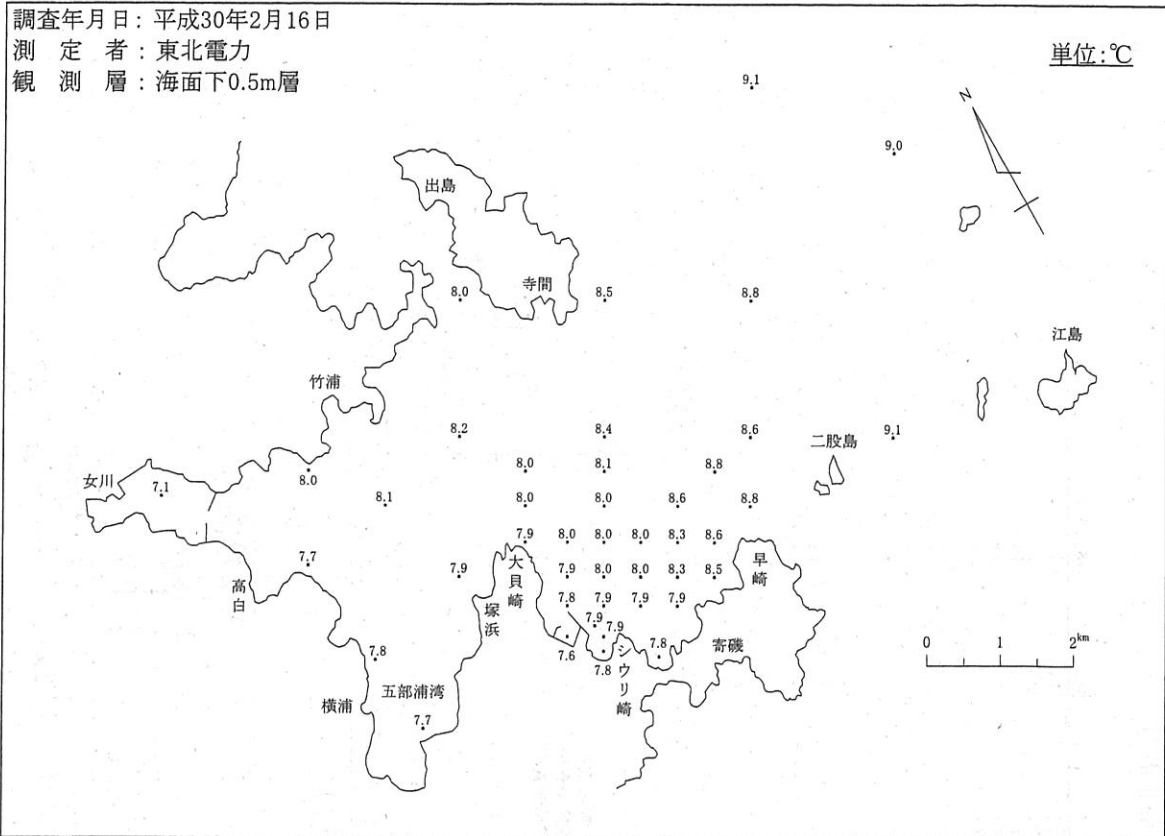 調査年月日：平成30年2月16日
測　定　者：東北電力
観　測　層：海面下0.5m層
単位：℃
9.1
N
9.0
出島
寺間
8.0
8.5
8.8
江島
竹浦
8.2
8.4
8.6
9.1
二股島
8.0
8.1
8.8
女川
7.1
8.0
8.1
8.0
8.0
8.6
8.8
7.9
8.0
8.0
8.0
8.3
8.6
7.7
7.9
大貝崎
7.9
8.0
8.0
8.3
8.5
早崎
高白
塚浜
7.8
7.9
7.9
7.9
7.9
7.9
7.6
7.8
シウリ崎
7.8
寄磯
0 1 2km
7.8
五部浦湾
横浦
7.7